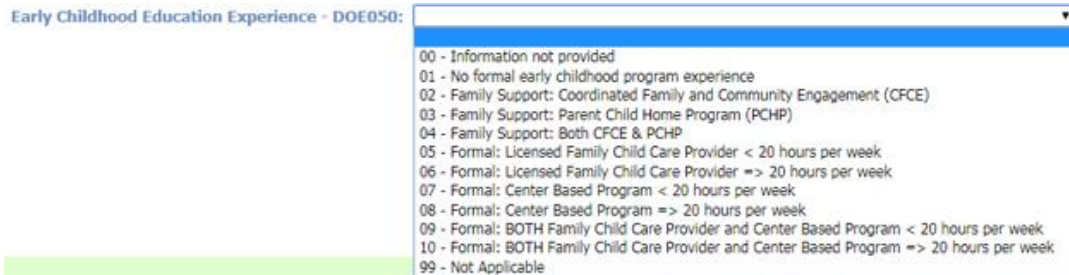 Early Childhood Education Experience - DOE050:
00 - Information not provided
01 - No formal early childhood program experience
02 - Family Support: Coordinated Family and Community Engagement (CFCE)
03 - Family Support: Parent Child Home Program (PCHP)
04 - Family Support: Both CFCE & PCHP
05 - Formal: Licensed Family Child Care Provider < 20 hours per week
06 - Formal: Licensed Family Child Care Provider => 20 hours per week
07 - Formal: Center Based Program < 20 hours per week
08 - Formal: Center Based Program => 20 hours per week
09 - Formal: BOTH Family Child Care Provider and Center Based Program < 20 hours per week
10 - Formal: BOTH Family Child Care Provider and Center Based Program => 20 hours per week
99 - Not Applicable